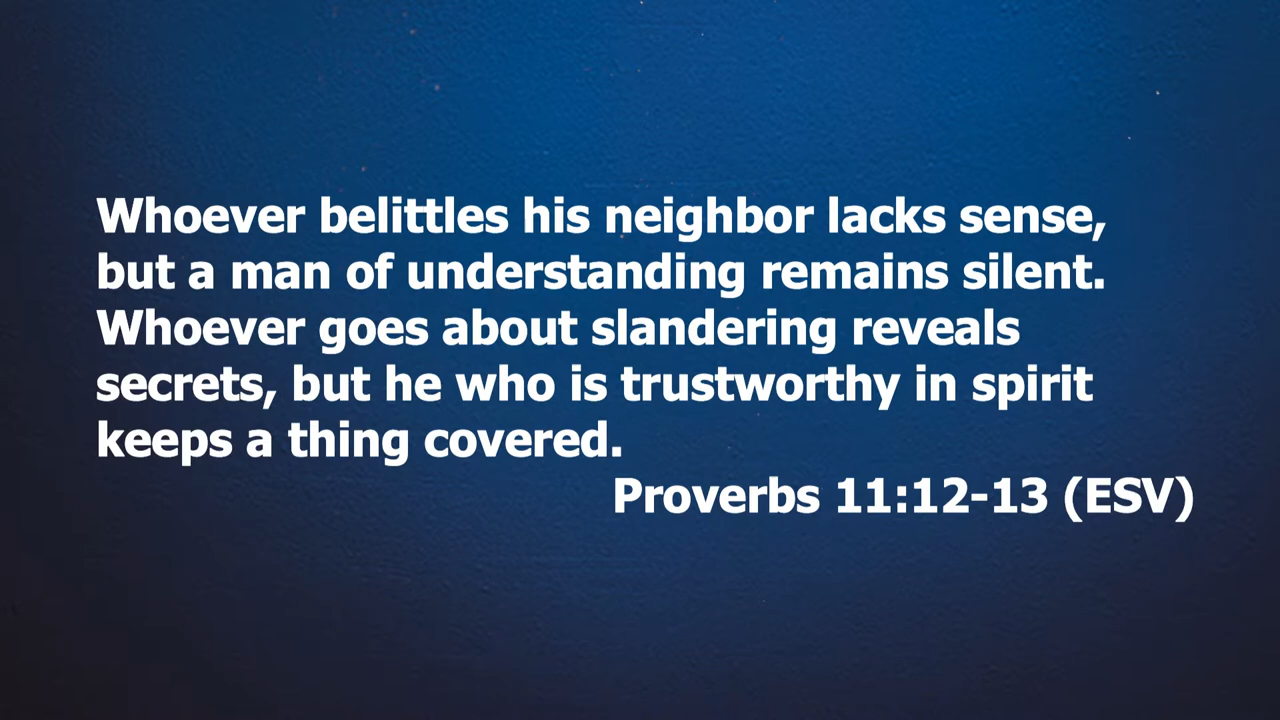 Whoever belittles his neighbor lacks sense,
but a man of understanding remains silent.
Whoever goes about slandering reveals
secrets, but he who is trustworthy in spirit
keeps a thing covered.
Proverbs 11:12-13 (ESV)